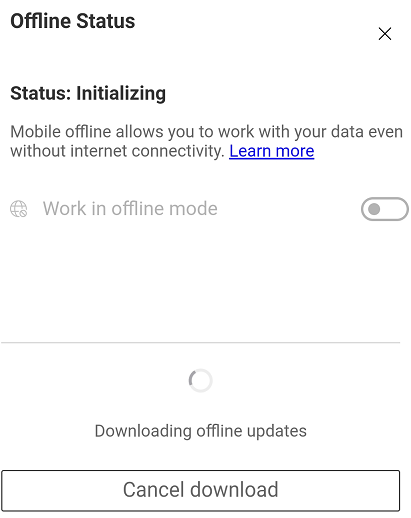 Offline Status
Status: Initializing
Mobile offline allows you to work with your data even
without internet connectivity. Learn more
Work in offline mode
Downloading offline updates
Cancel download